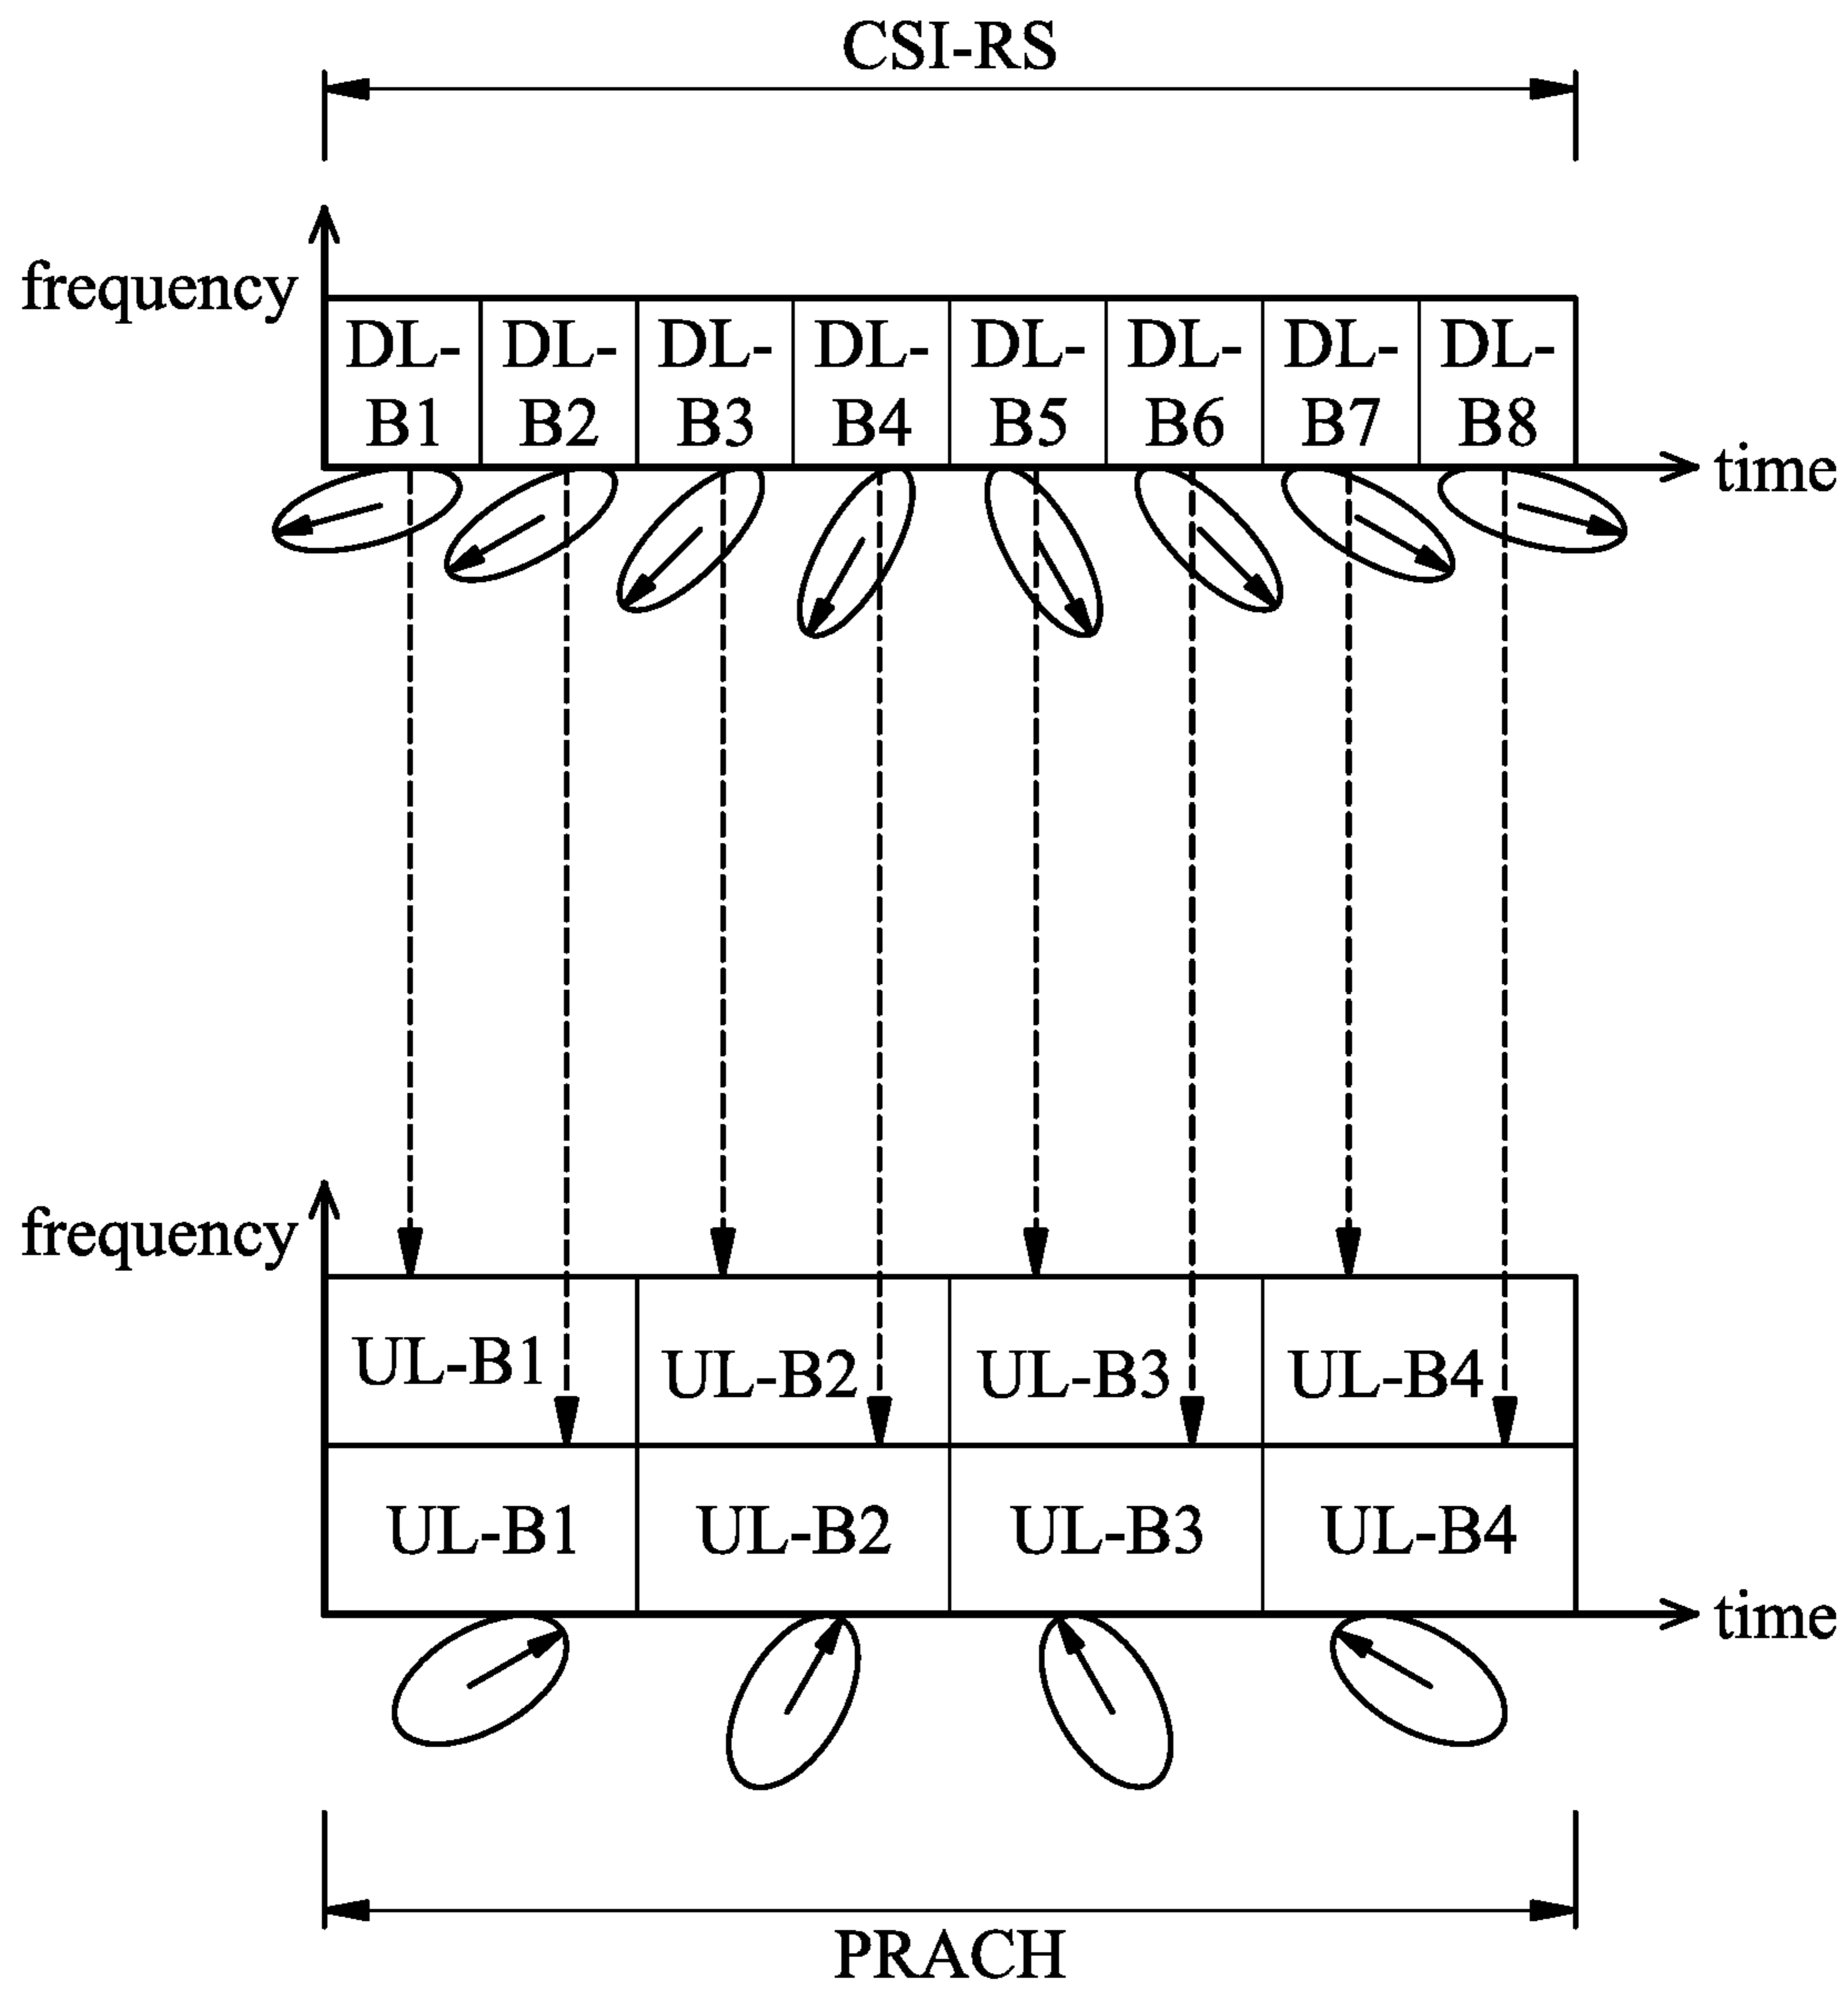 CSI-RS
frequency
DL- DL- DL- DL- DL- DL- DL- DL-
B1 B2 B3 B4 B5 B6 B7 B8
time
frequency
UL-B1 UL-B2 UL-B3 UL-B4
UL-B1 UL-B2 UL-B3 UL-B4
time
PRACH